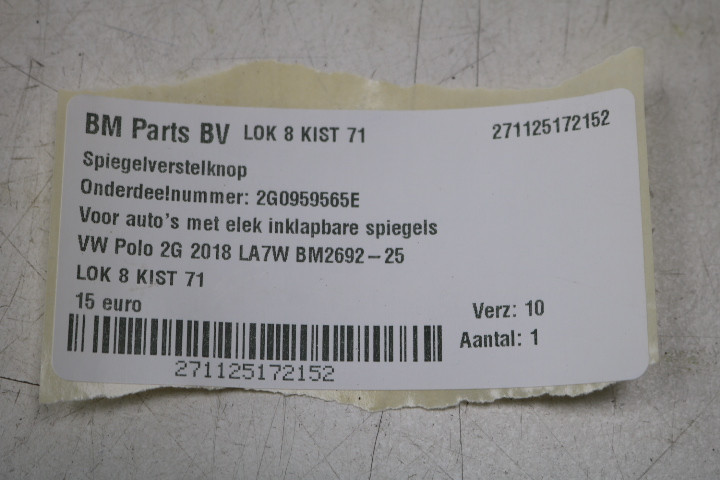 BM Parts BV LOK 8 KIST 71 271125172152
Spiegelverstelknop
Onderdeelnummer: 2G0959565E
Voor auto's met elek inklapbare spiegels
VW Polo 2G 2018 LA7W BM2692-25
LOK 8 KIST 71
15 euro Verz: 10
Aantal: 1
271125172152